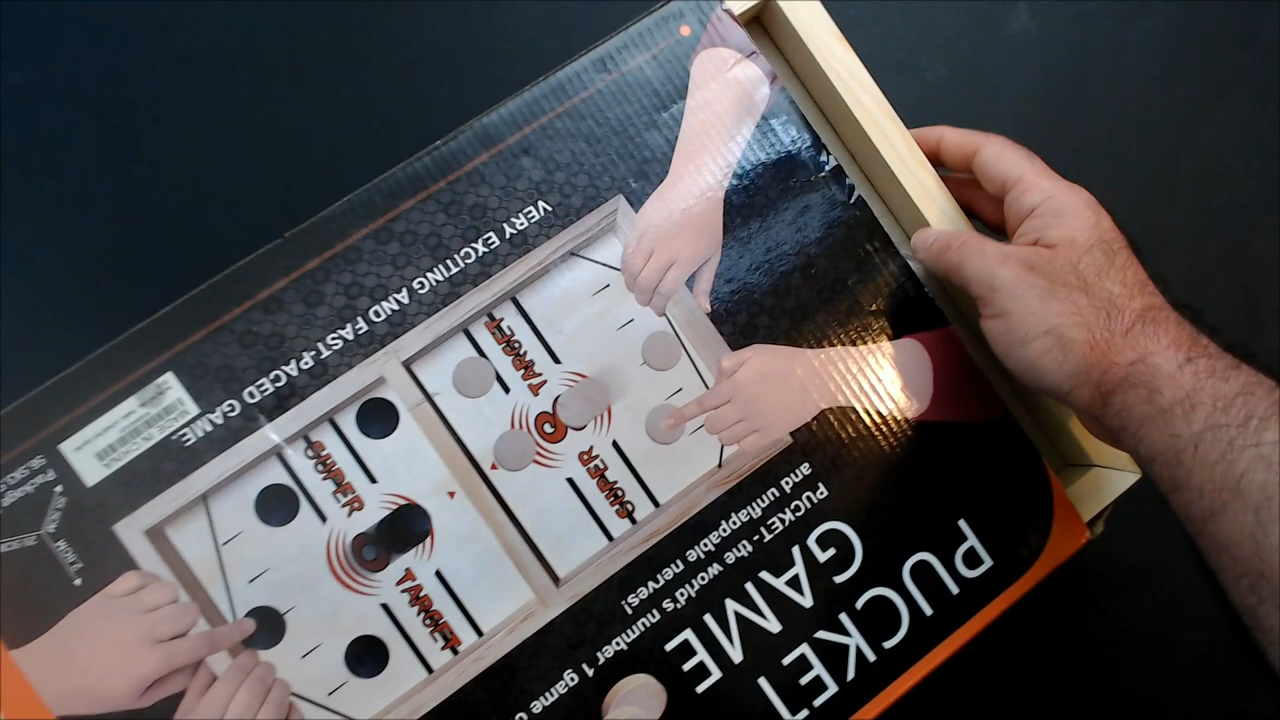 PUCKET
GAME
PUCKET - the world's number 1 game o
and unflappable nerves!
VERY EXCITING AND FAST-PACED GAME.
SUPER TARGET
SUPER TARGET
MADE IN CHINA
Package